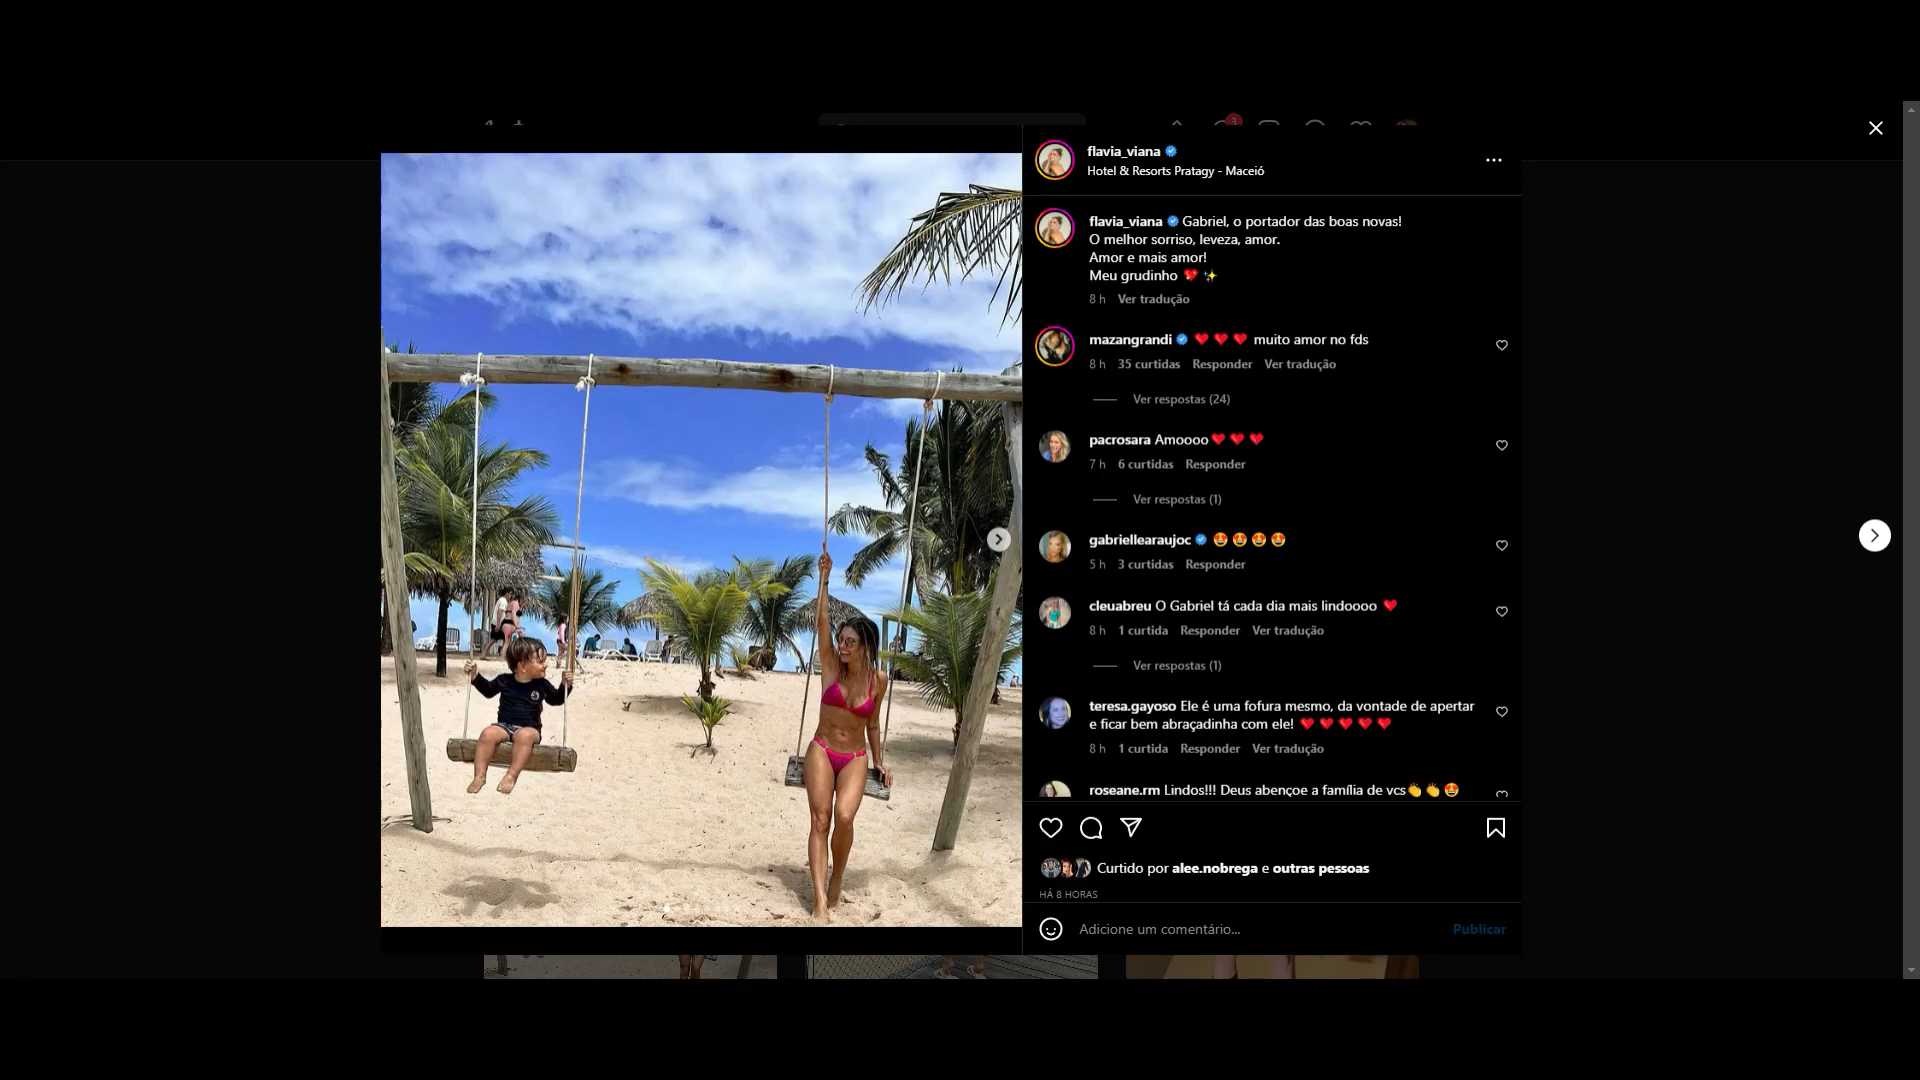 3
flavia_viana
Hotel & Resorts Pratagy - Maceió
flavia_viana Gabriel, o portador das boas novas!
O melhor sorriso, leveza, amor.
Amor e mais amor!
Meu grudinho 💖 ✨
8 h Ver tradução
mazangrandi ❤️ ❤️ ❤️ muito amor no fds
8 h 35 curtidas Responder Ver tradução
Ver respostas (24)
pacrosara Amoooo❤️ ❤️ ❤️
7 h 6 curtidas Responder
Ver respostas (1)
gabriellearaujoc 😍 😍 😍 😍
5 h 3 curtidas Responder
cleuabreu O Gabriel tá cada dia mais lindoooo ❤️
8 h 1 curtida Responder Ver tradução
Ver respostas (1)
teresa.gayoso Ele é uma fofura mesmo, da vontade de apertar
e ficar bem abraçadinha com ele! ❤️ ❤️ ❤️ ❤️ ❤️
8 h 1 curtida Responder Ver tradução
roseane.rm Lindos!!! Deus abençoe a família de vcs👏 👏 😍
Curtido por alee.nobrega e outras pessoas
HÁ 8 HORAS
Adicione um comentário...
Publicar